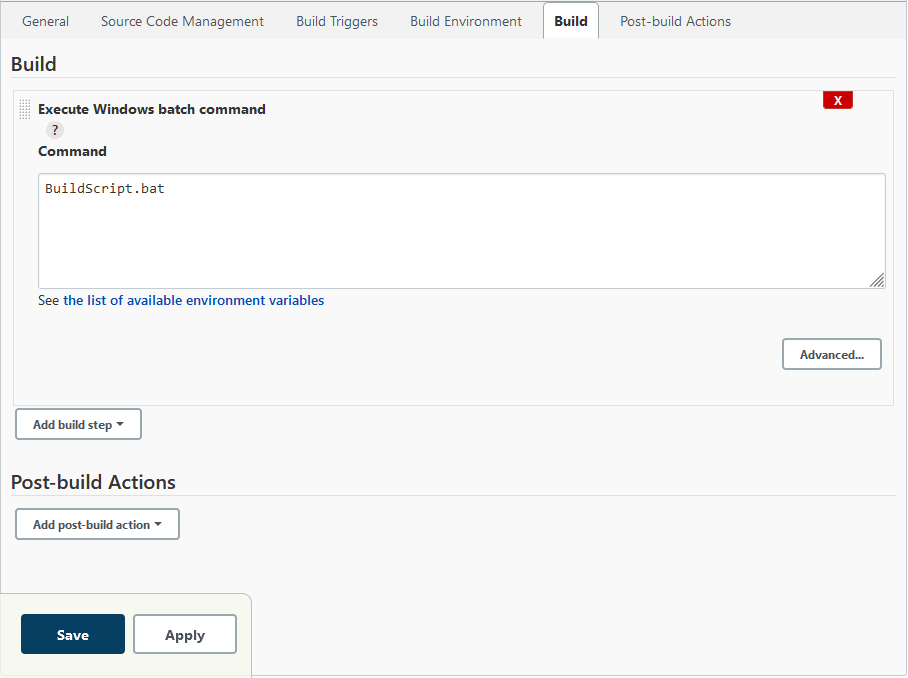 General Source Code Management Build Triggers Build Environment Build Post-build Actions
Build
Execute Windows batch command
X
?
Command
BuildScript.bat
See the list of available environment variables
Advanced...
Add build step
Post-build Actions
Add post-build action
Save Apply